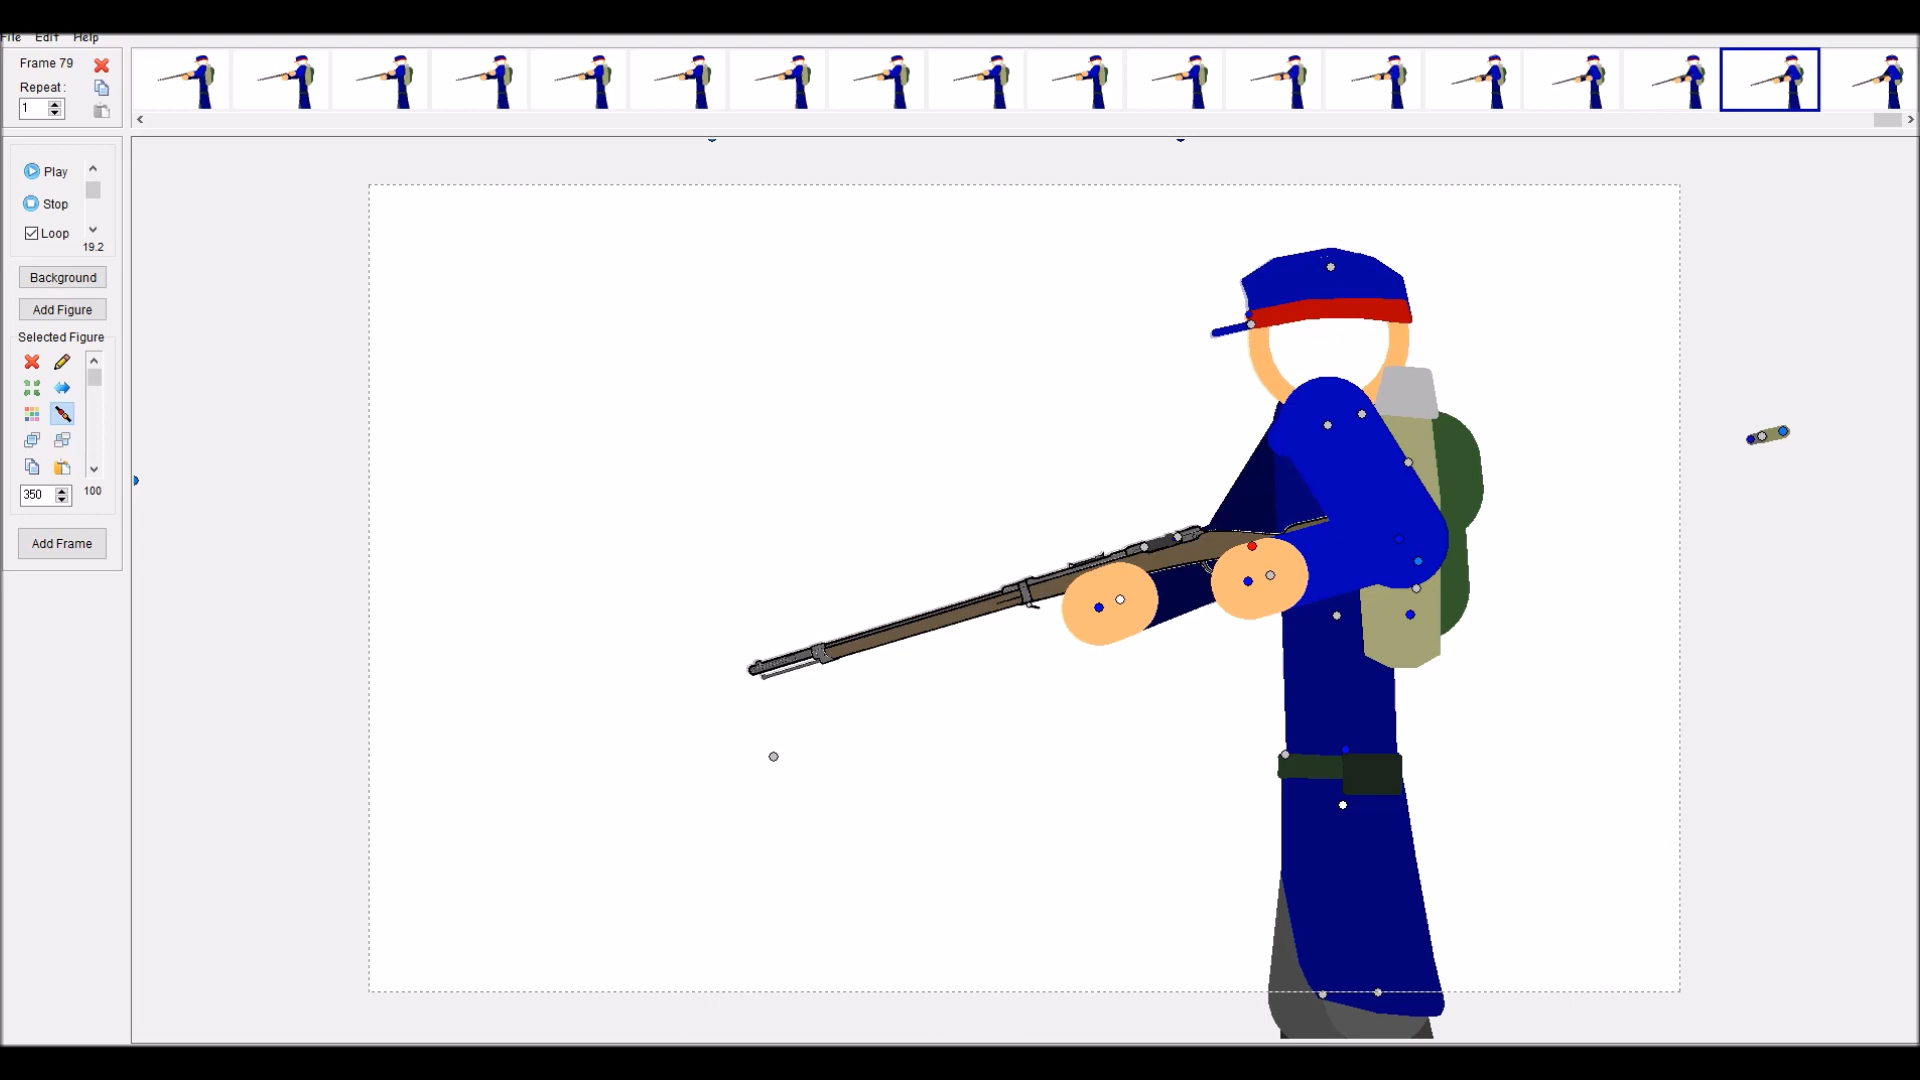 File Edit Help
Frame 79
Repeat :
1
Play
Stop
Loop
19.2
Background
Add Figure
Selected Figure
350
100
Add Frame